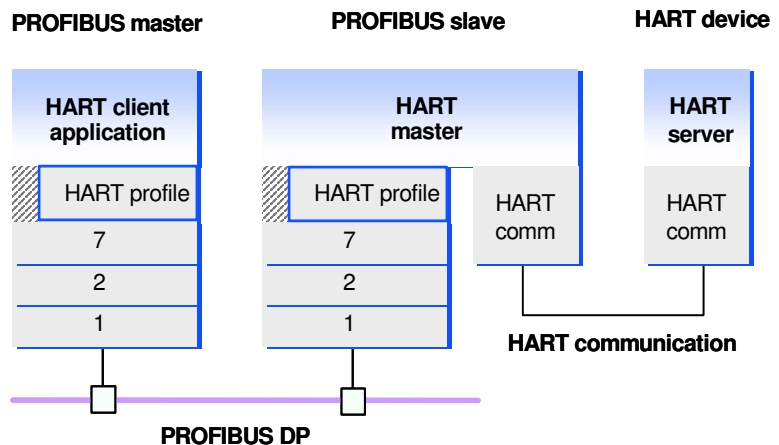 PROFIBUS master
PROFIBUS slave
HART device
HART client
application
HART profile
7
2
1
HART
master
HART profile
7
2
1
HART
comm
HART
server
HART
comm
HART communication
PROFIBUS DP